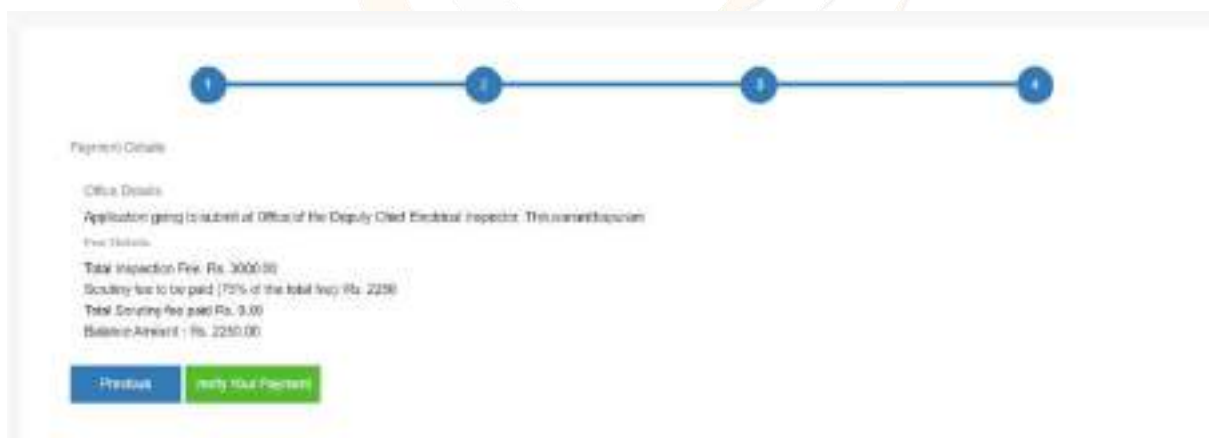 1 2 3 4
Payment Details
Office Details
Application going to submit at Office of the Deputy Chief Electrical Inspector, Thiruvananthapuram
Fee Details
Total Inspection Fee: Rs. 3000.00
Scrutiny fee to be paid (75% of the total fee): Rs. 2250
Total Scrutiny fee paid Rs. 0.00
Balance Amount : Rs. 2250.00
Previous
Verify Your Payment